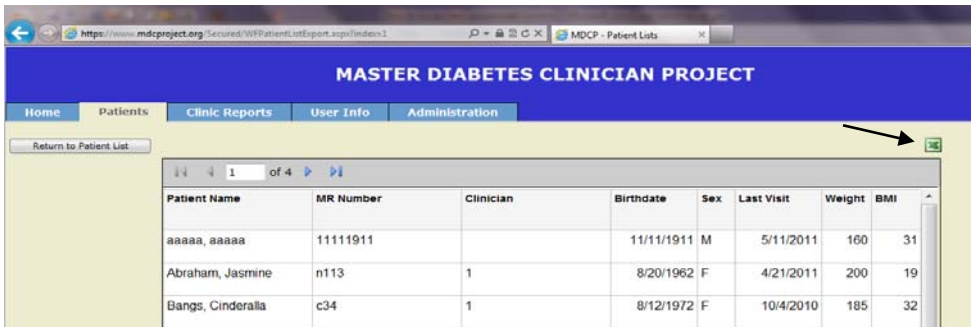 https://www.mdcproject.org/Secured/WFPatientListExport.aspx?index=1
MDCP - Patient Lists
MASTER DIABETES CLINICIAN PROJECT
Home Patients Clinic Reports User Info Administration
Return to Patient List
1 of 4
Patient Name MR Number Clinician Birthdate Sex Last Visit Weight BMI
aaaaa, aaaaa 11111911 11/11/1911 M 5/11/2011 160 31
Abraham, Jasmine n113 1 8/20/1962 F 4/21/2011 200 19
Bangs, Cinderalla c34 1 8/12/1972 F 10/4/2010 185 32